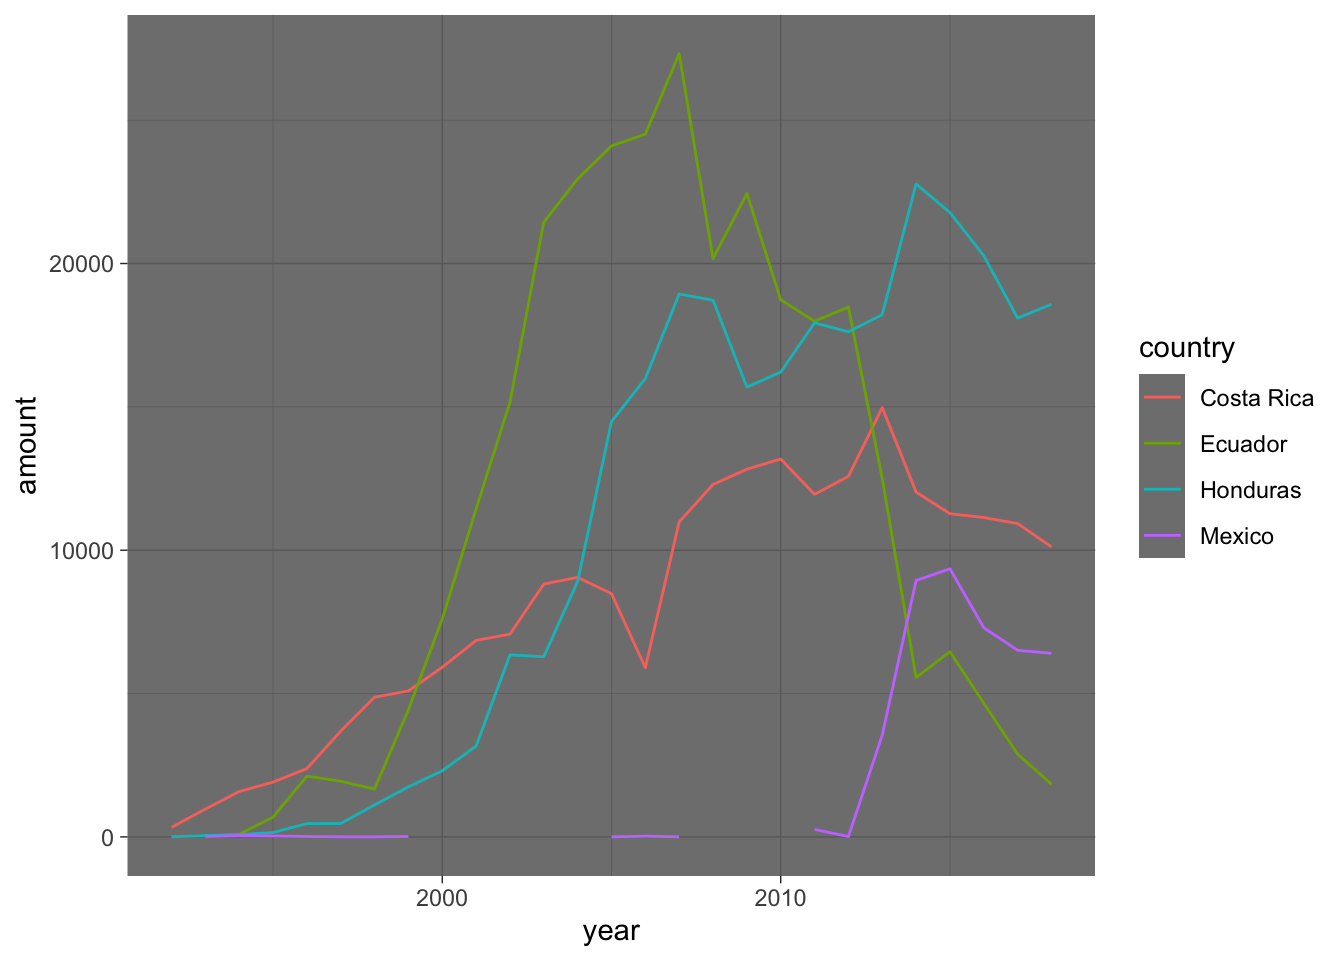 amount
20000
10000
0
2000
2010
year
country
Costa Rica
Ecuador
Honduras
Mexico